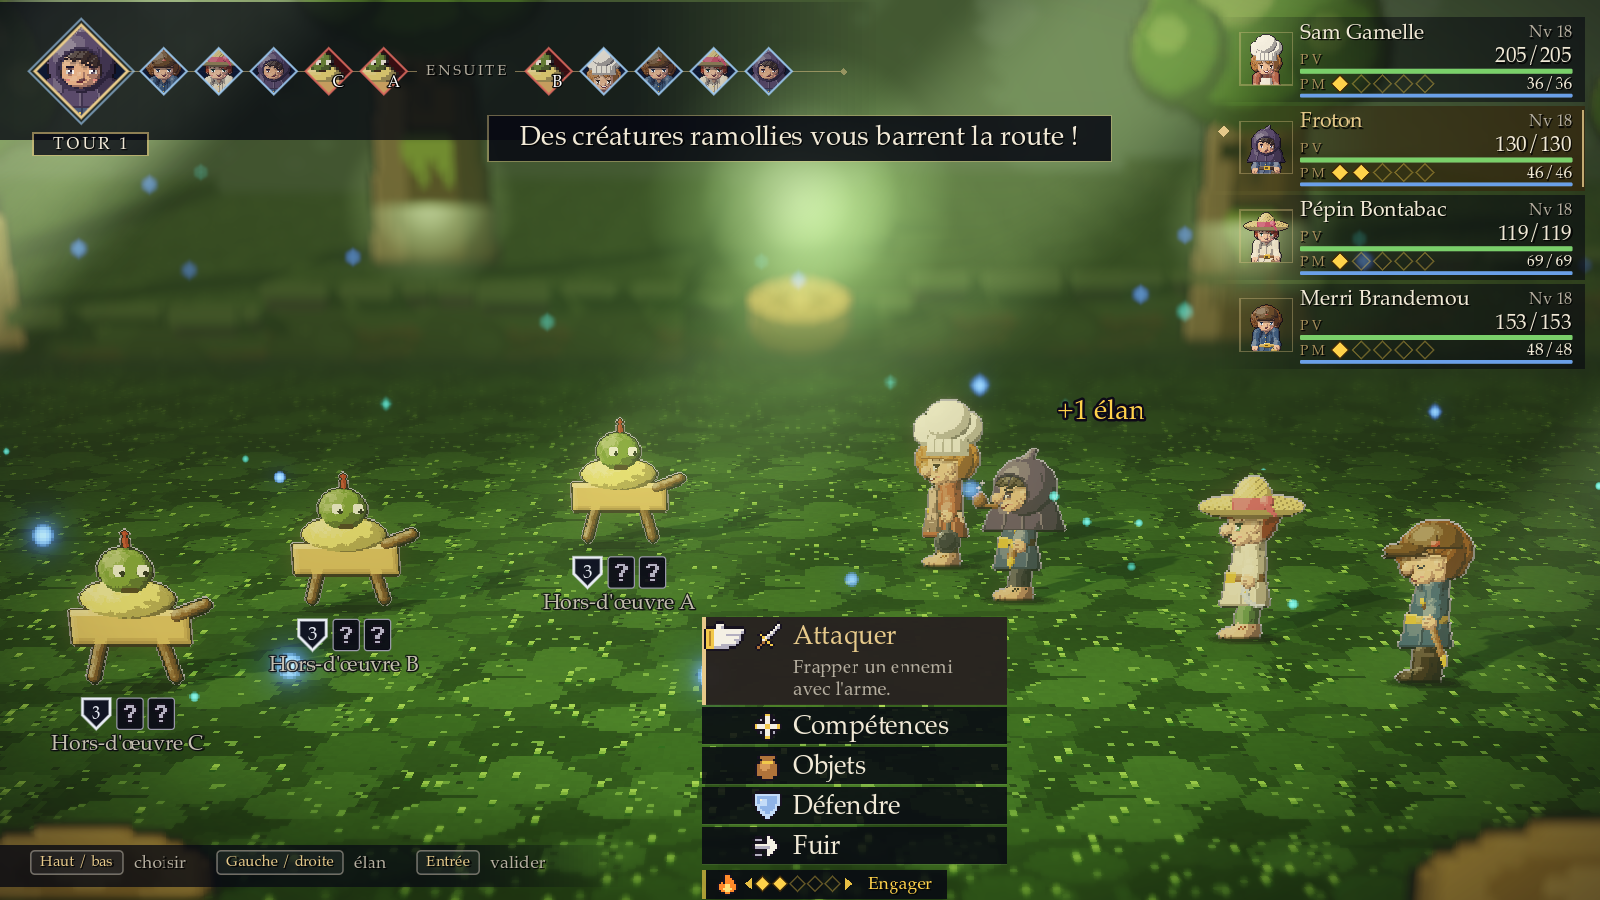 C
A
ENSUITE
B
TOUR 1
Des créatures ramollies vous barrent la route !
Sam Gamelle
Nv 18
PV
205/205
PM
36/36
Froton
Nv 18
PV
130/130
PM
46/46
Pépin Bontabac
Nv 18
PV
119/119
PM
69/69
Merri Brandemou
Nv 18
PV
153/153
PM
48/48
+1 élan
3 ? ?
Hors-d'œuvre A
3 ? ?
Hors-d'œuvre B
3 ? ?
Hors-d'œuvre C
Attaquer
Frapper un ennemi
avec l'arme.
Compétences
Objets
Défendre
Fuir
Engager
Haut / bas choisir Gauche / droite élan Entrée valider